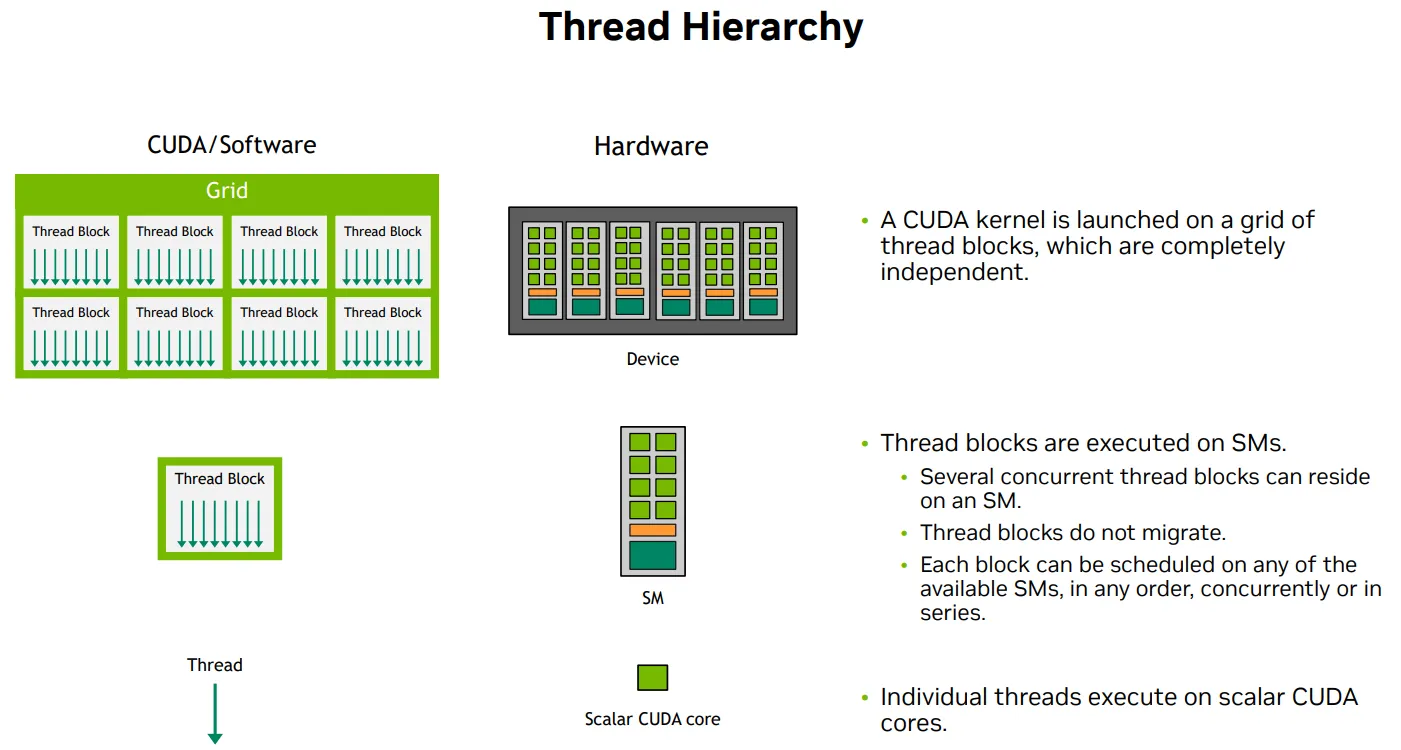 Thread Hierarchy
CUDA/Software
Grid
Thread Block
Thread Block
Thread Block
Thread Block
Thread Block
Thread Block
Thread Block
Thread Block
Hardware
Device
• A CUDA kernel is launched on a grid of
thread blocks, which are completely
independent.
Thread Block
SM
• Thread blocks are executed on SMs.
• Several concurrent thread blocks can reside
on an SM.
• Thread blocks do not migrate.
• Each block can be scheduled on any of the
available SMs, in any order, concurrently or in
series.
Thread
Scalar CUDA core
• Individual threads execute on scalar CUDA
cores.